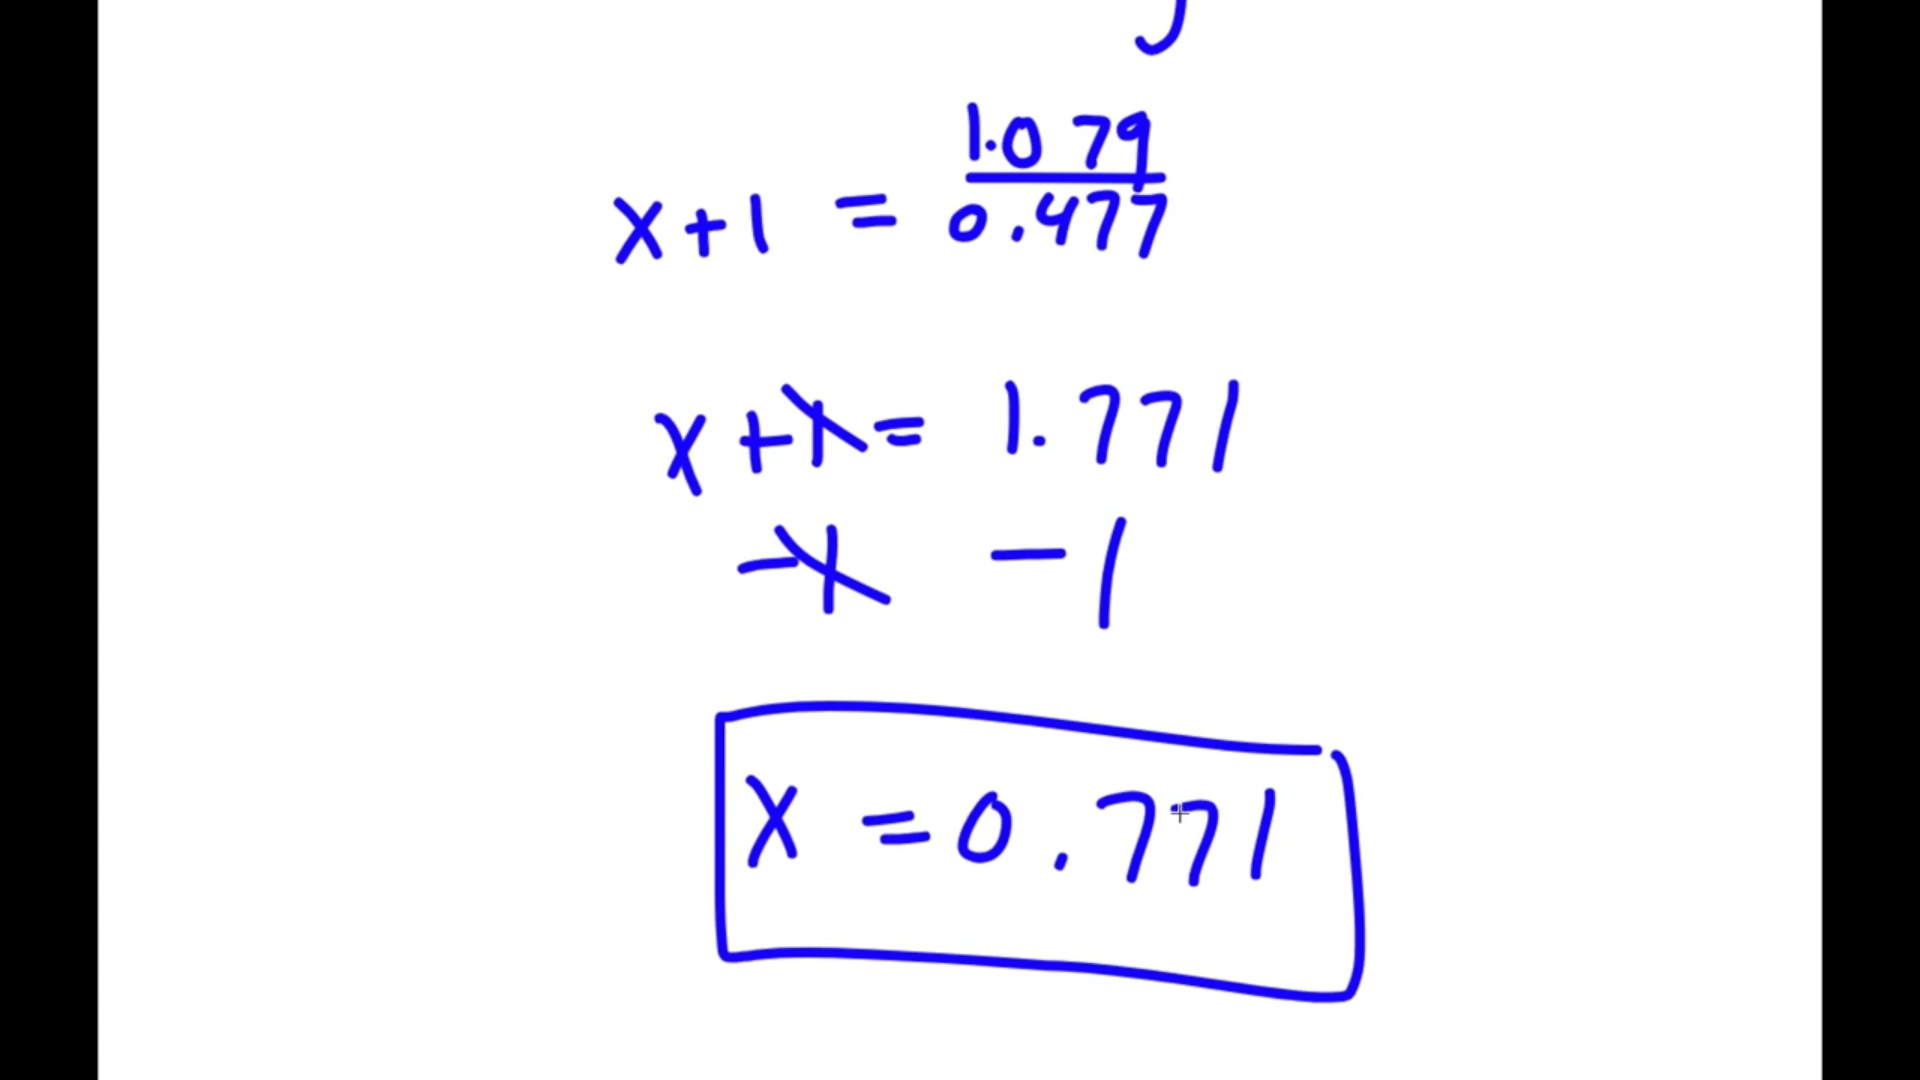 x+1 = 1.079/0.477
x+1 = 1.771
-1 -1
x = 0.771